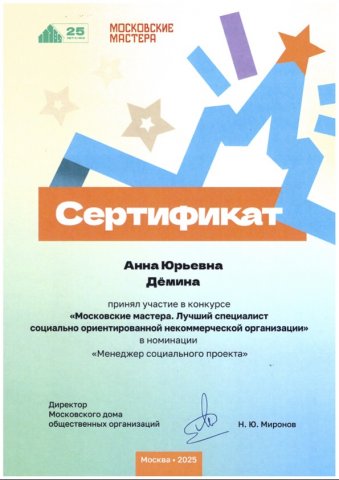 25
МОСКОВСКИЕ
МАСТЕРА
Сертификат
Анна Юрьевна
Дёмина
принял участие в конкурсе
«Московские мастера. Лучший специалист
социально ориентированной некоммерческой организации»
в номинации
«Менеджер социального проекта»
Директор
Московского дома
общественных организаций
Н. Ю. Миронов
Москва • 2025